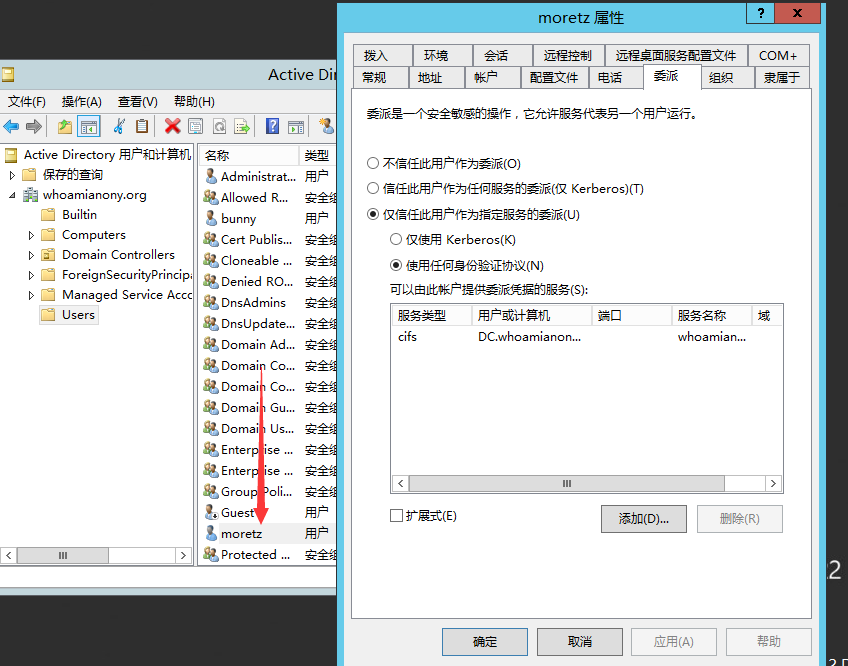 Active Dire
文件(F) 操作(A) 查看(V) 帮助(H)
Active Directory 用户和计算机
保存的查询
whoamianony.org
Builtin
Computers
Domain Controllers
ForeignSecurityPrincipa
Managed Service Acco
Users
名称 类型
Administrat... 用户
Allowed R... 安全组
bunny 用户
Cert Publis... 安全组
Cloneable ... 安全组
Denied RO... 安全组
DnsAdmins 安全组
DnsUpdate... 安全组
Domain Ad... 安全组
Domain Co... 安全组
Domain Co... 安全组
Domain Gu... 安全组
Domain Us... 安全组
Enterprise ... 安全组
Enterprise ... 安全组
Group Poli... 安全组
Guest 用户
moretz 用户
Protected ... 安全组
moretz 属性
? x
拨入 环境 会话 远程控制 远程桌面服务配置文件 COM+
常规 地址 帐户 配置文件 电话 委派 组织 隶属于
委派是一个安全敏感的操作，它允许服务代表另一个用户运行。
不信任此用户作为委派(O)
信任此用户作为任何服务的委派(仅 Kerberos)(T)
仅信任此用户作为指定服务的委派(U)
仅使用 Kerberos(K)
使用任何身份验证协议(N)
可以由此帐户提供委派凭据的服务(S):
服务类型 用户或计算机 端口 服务名称 域
cifs DC.whoamianon... whoamian...
扩展式(E)
添加(D)... 删除(R)
确定 取消 应用(A) 帮助